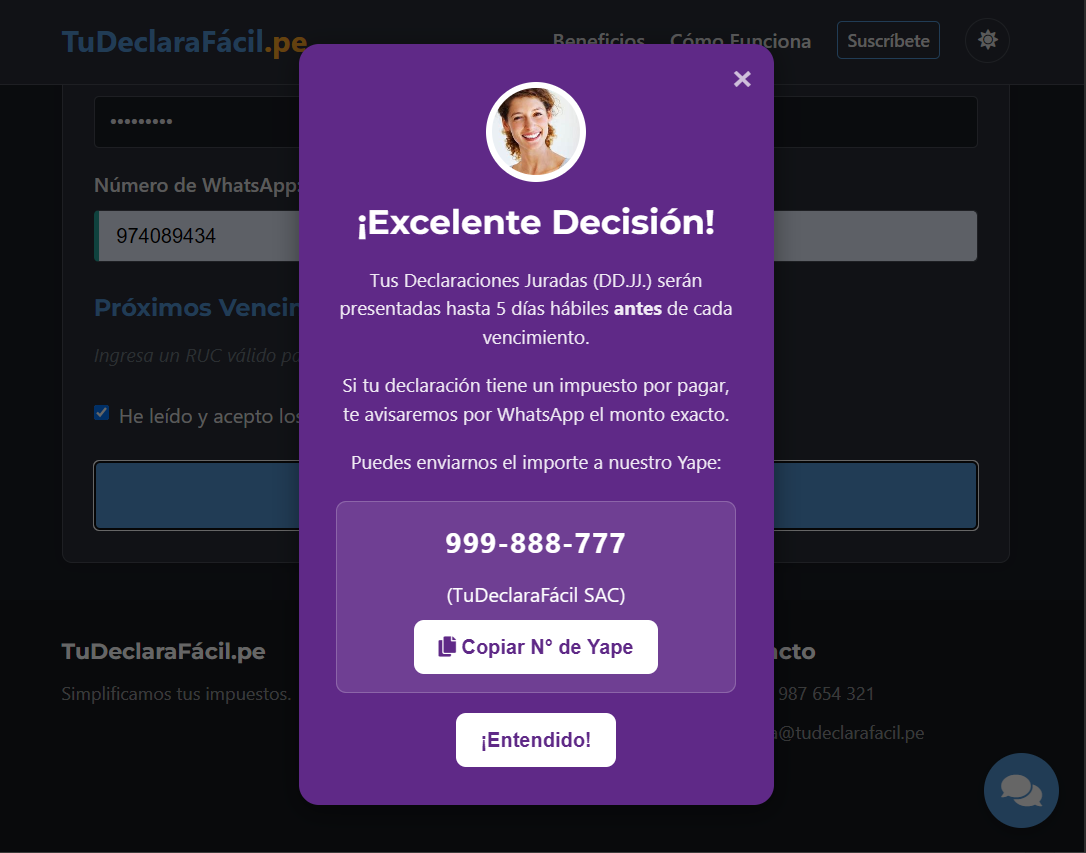 TuDeclaraFácil.pe
Beneficios Cómo Funciona Suscríbete
•••••••••
Número de WhatsApp:
974089434
Próximos
Ingresa un RUC válido
He leído y acepto los
×
¡Excelente Decisión!
Tus Declaraciones Juradas (DD.JJ.) serán
presentadas hasta 5 días hábiles antes de cada
vencimiento.
Si tu declaración tiene un impuesto por pagar,
te avisaremos por WhatsApp el monto exacto.
Puedes enviarnos el importe a nuestro Yape:
999-888-777
(TuDeclaraFácil SAC)
Copiar N° de Yape
¡Entendido!
TuDeclaraFácil.pe
Simplificamos tus impuestos.
acto
987 654 321
a@tudeclarafacil.pe